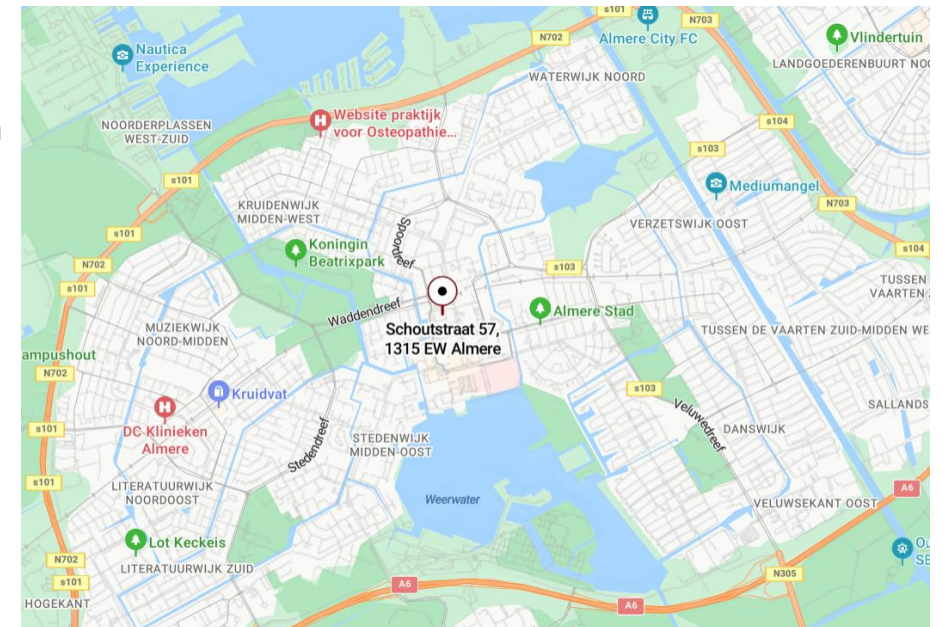 s101
N703
N702
Almere City FC
Vlindertuin
Nautica
Experience
LANDGOEDERENBUURT NOO
WATERWIJK NOORD
Website praktijk
voor Osteopathie...
NOORDERPLASSEN
WEST-ZUID
s104
s103
s101
Mediumangel
KRUIDENWIJK
MIDDEN-WEST
N703
Spoordreef
VERZETSWIJK OOST
s101
Koningin
Beatrixpark
s104
N702
s103
s101
TUSSEN
VAARTEN
Waddendreef
Almere Stad
Schoutstraat 57,
1315 EW Almere
MUZIEKWIJK
NOORD-MIDDEN
TUSSEN DE VAARTEN ZUID-MIDDEN WE
ampushout
N702
s103
Kruidvat
Veluwedreef
SALLANDS
DC Klinieken
Almere
s101
DANSWIJK
Stedendreef
STEDENWIJK
MIDDEN-OOST
s101
LITERATUURWIJK
NOORDOOST
Weerwater
A6
VELUWSEKANT OOST
Lot Keckeis
N702
LITERATUURWIJK ZUID
s101
A6
N305
HOGEKANT
A6